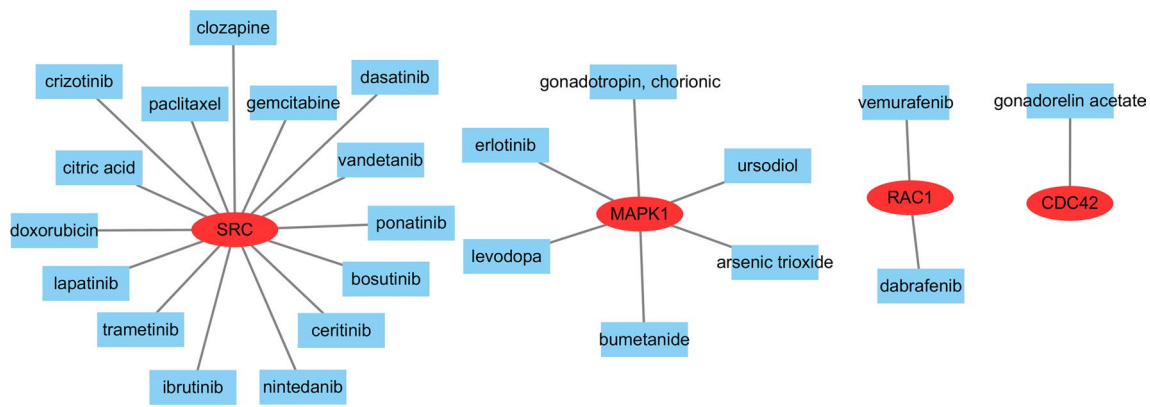 clozapine
crizotinib
dasatinib
paclitaxel
gemcitabine
citric acid
vandetanib
doxorubicin
SRC
ponatinib
lapatinib
bosutinib
trametinib
ceritinib
ibrutinib
nintedanib
gonadotropin, chorionic
erlotinib
ursodiol
MAPK1
levodopa
arsenic trioxide
bumetanide
vemurafenib
RAC1
dabrafenib
gonadorelin acetate
CDC42